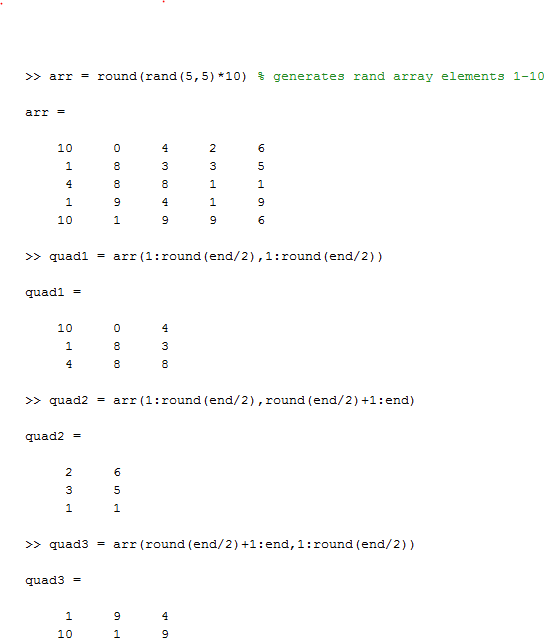 >> arr = round(rand(5,5)*10) % generates rand array elements 1-10
arr =
10 0 4 2 6
1 8 3 3 5
4 8 8 1 1
1 9 4 1 9
10 1 9 9 6
>> quad1 = arr(1:round(end/2),1:round(end/2))
quad1 =
10 0 4
1 8 3
4 8 8
>> quad2 = arr(1:round(end/2),round(end/2)+1:end)
quad2 =
2 6
3 5
1 1
>> quad3 = arr(round(end/2)+1:end,1:round(end/2))
quad3 =
1 9 4
10 1 9